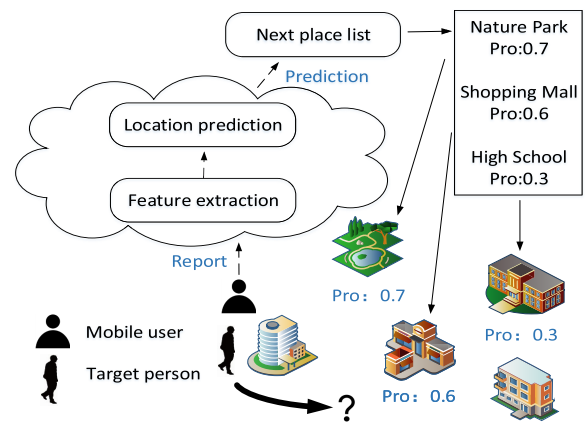 Next place list
Nature Park
Pro:0.7
Shopping Mall
Pro:0.6
High School
Pro:0.3
Prediction
Location prediction
Feature extraction
Report
Pro：0.7
Pro：0.3
Pro：0.6
Mobile user
Target person
?